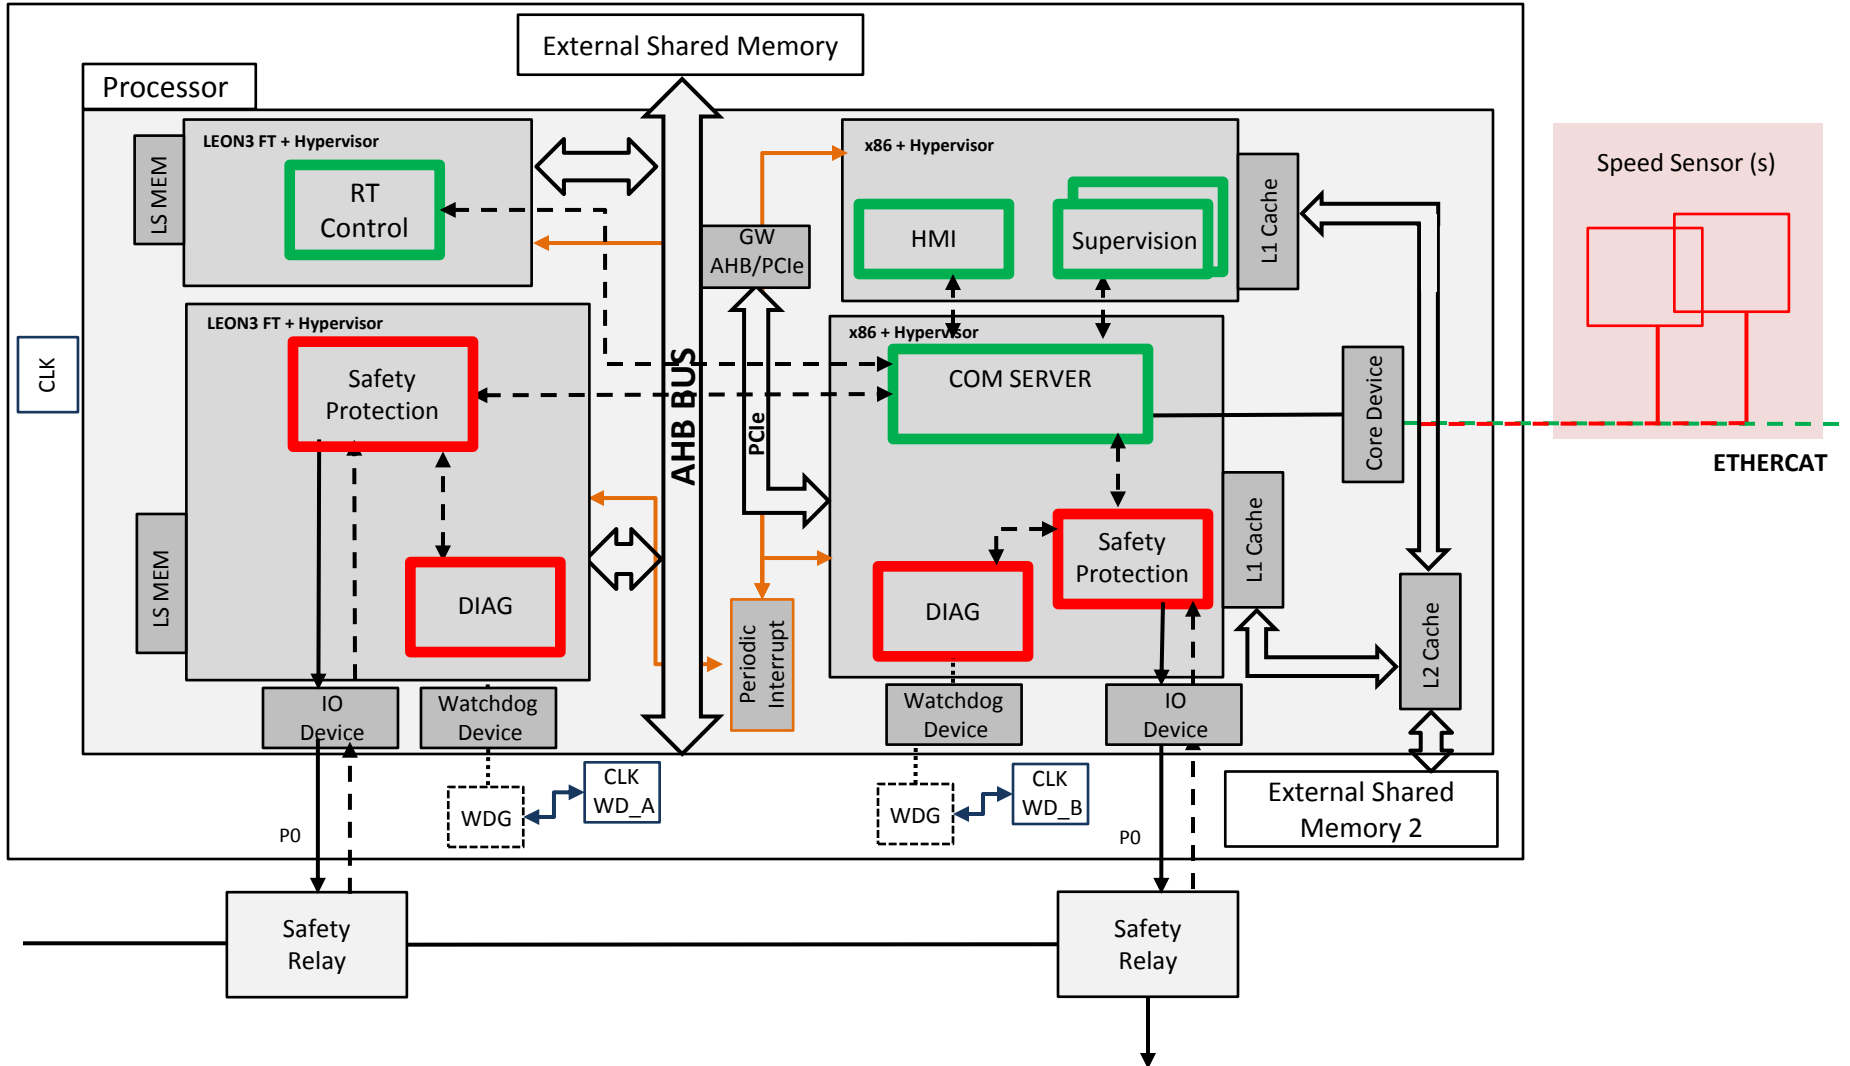 External Shared Memory
Processor
LEON3 FT + Hypervisor
LS MEM
RT
Control
x86 + Hypervisor
HMI
Supervision
L1 Cache
GW
AHB/PCIe
Speed Sensor (s)
CLK
LEON3 FT + Hypervisor
Safety
Protection
LS MEM
DIAG
AHB BUS
PCIe
x86 + Hypervisor
COM SERVER
Core Device
ETHERCAT
Safety
Protection
DIAG
L1 Cache
L2 Cache
Periodic
Interrupt
IO
Device
Watchdog
Device
Watchdog
Device
IO
Device
WDG
CLK
WD_A
WDG
CLK
WD_B
External Shared
Memory 2
P0
P0
Safety
Relay
Safety
Relay